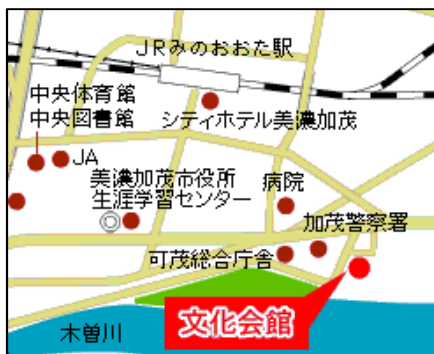 JRみのおおた駅
中央体育館
中央図書館
シティホテル美濃加茂
JA
美濃加茂市役所
生涯学習センター
病院
加茂警察署
可茂総合庁舎
文化会館
木曽川